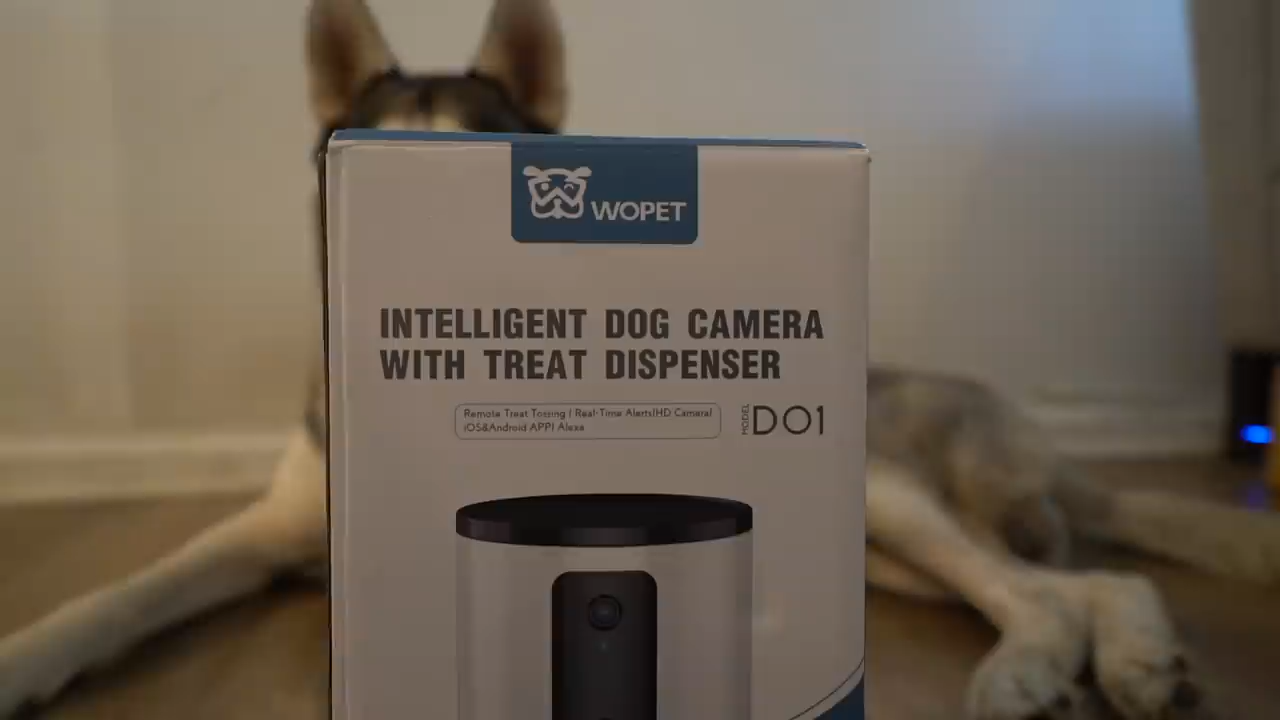 WOPET
INTELLIGENT DOG CAMERA
WITH TREAT DISPENSER
Remote Treat Tossing | Real-Time Alerts|HD Camera|
iOS&Android APP| Alexa
MODEL D01